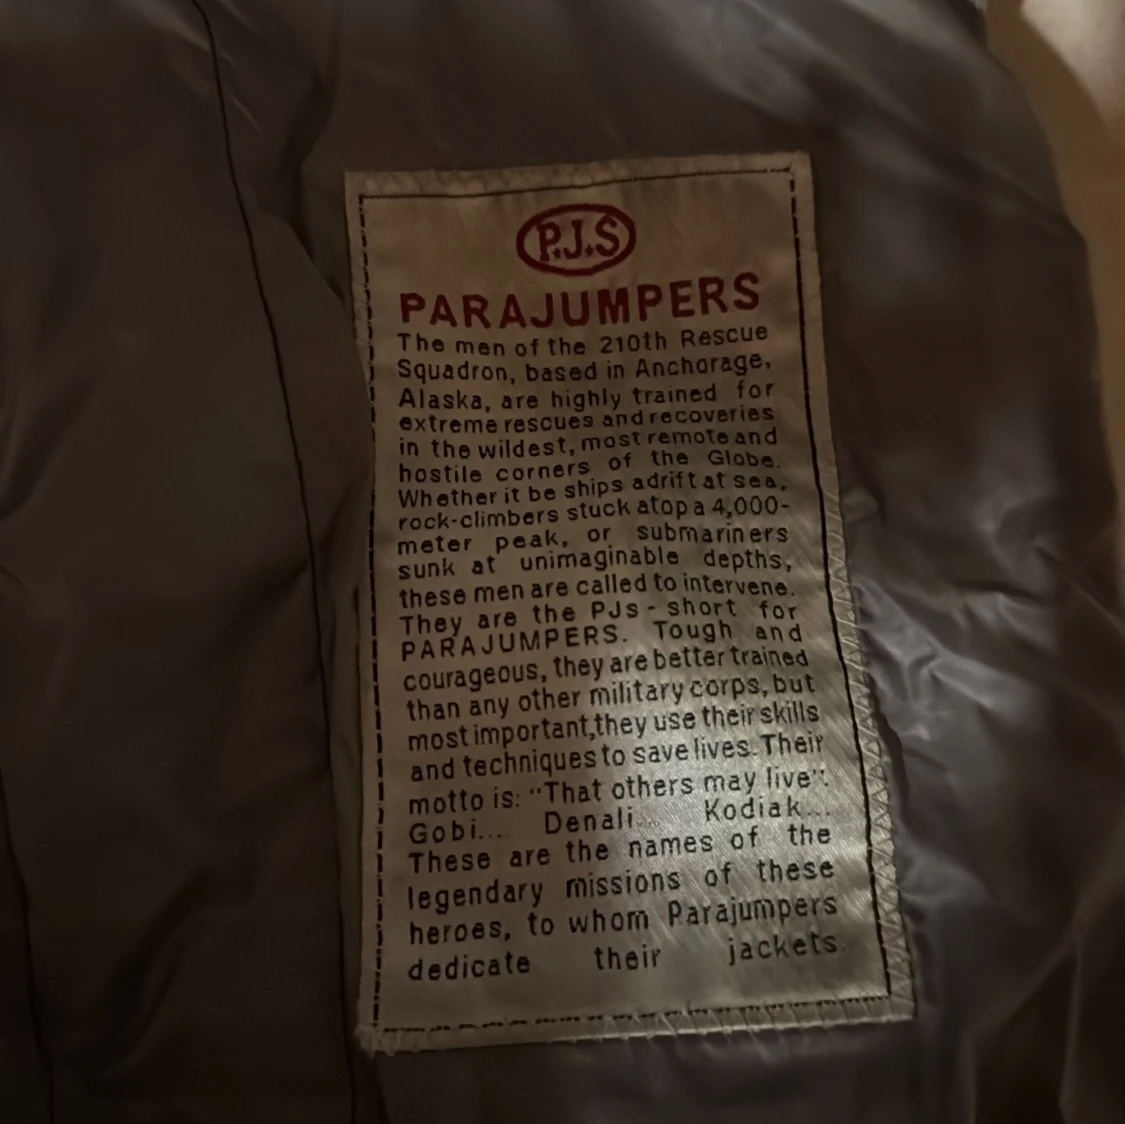 P.J.S
PARAJUMPERS
The men of the 210th Rescue
Squadron, based in Anchorage,
Alaska, are highly trained for
extreme rescues and recoveries
in the wildest, most remote and
hostile corners of the Globe.
Whether it be ships adrift at sea,
rock-climbers stuck atop a 4,000-
meter peak, or submariners
sunk at unimaginable depths,
these men are called to intervene.
They are the PJs - short for
PARAJUMPERS. Tough and
courageous, they are better trained
than any other military corps, but
most important, they use their skills
and techniques to save lives. Their
motto is: "That others may live".
Gobi... Denali... Kodiak...
These are the names of the
legendary missions of these
heroes, to whom Parajumpers
dedicate their jackets.